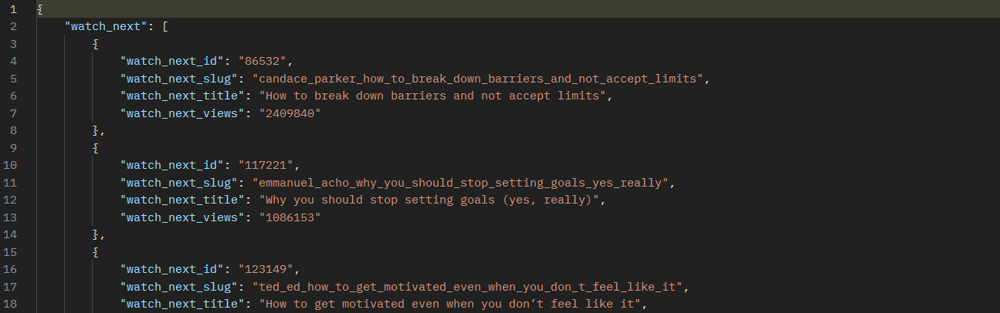 1 {
2     "watch_next": [
3         {
4             "watch_next_id": "86532",
5             "watch_next_slug": "candace_parker_how_to_break_down_barriers_and_not_accept_limits",
6             "watch_next_title": "How to break down barriers and not accept limits",
7             "watch_next_views": "2409840"
8         },
9         {
10             "watch_next_id": "117221",
11             "watch_next_slug": "emmanuel_acho_why_you_should_stop_setting_goals_yes_really",
12             "watch_next_title": "Why you should stop setting goals (yes, really)",
13             "watch_next_views": "1086153"
14         },
15         {
16             "watch_next_id": "123149",
17             "watch_next_slug": "ted_ed_how_to_get_motivated_even_when_you_don_t_feel_like_it",
18             "watch_next_title": "How to get motivated even when you don’t feel like it",